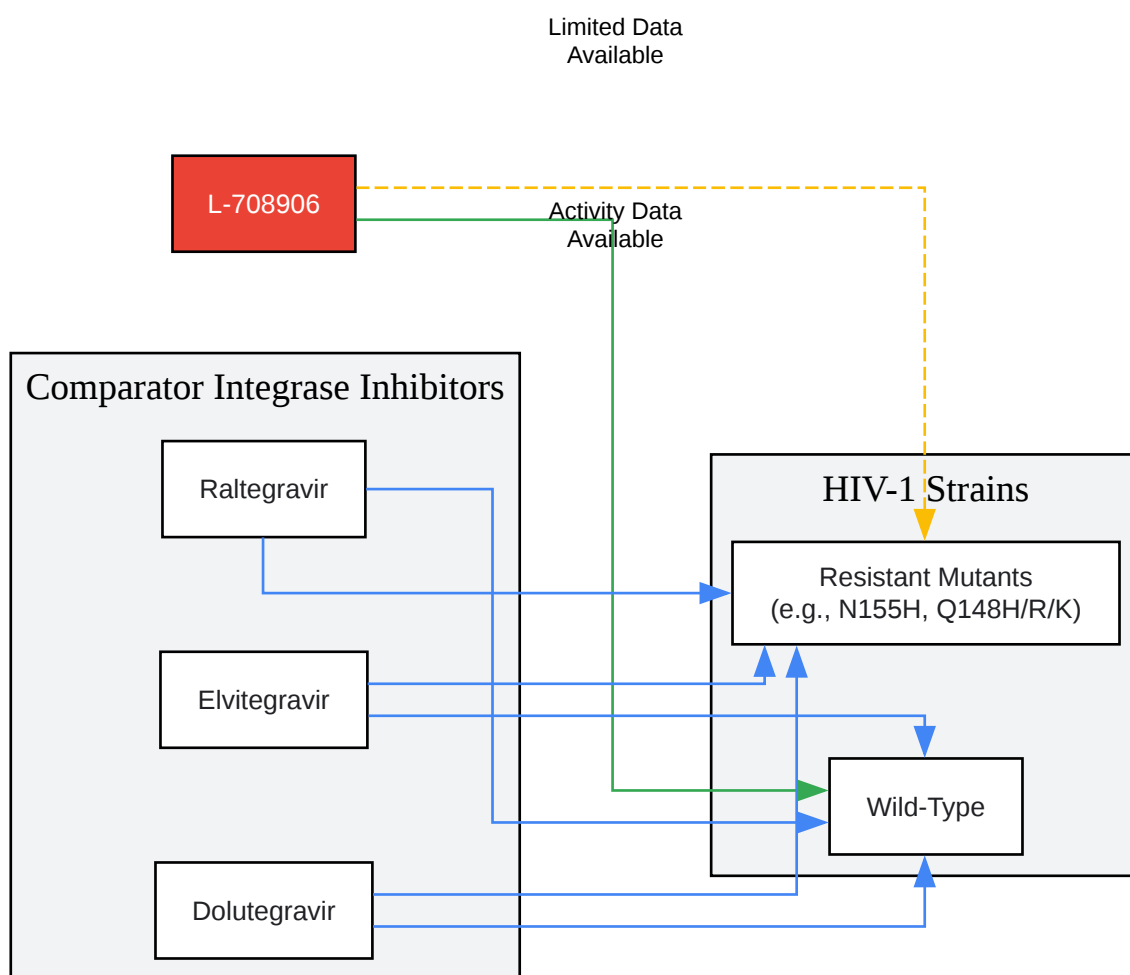 Limited Data
Available
L-708906
Activity Data
Available
Comparator Integrase Inhibitors
Raltegravir
HIV-1 Strains
Resistant Mutants
(e.g., N155H, Q148H/R/K)
Elvitegravir
Wild-Type
Dolutegravir